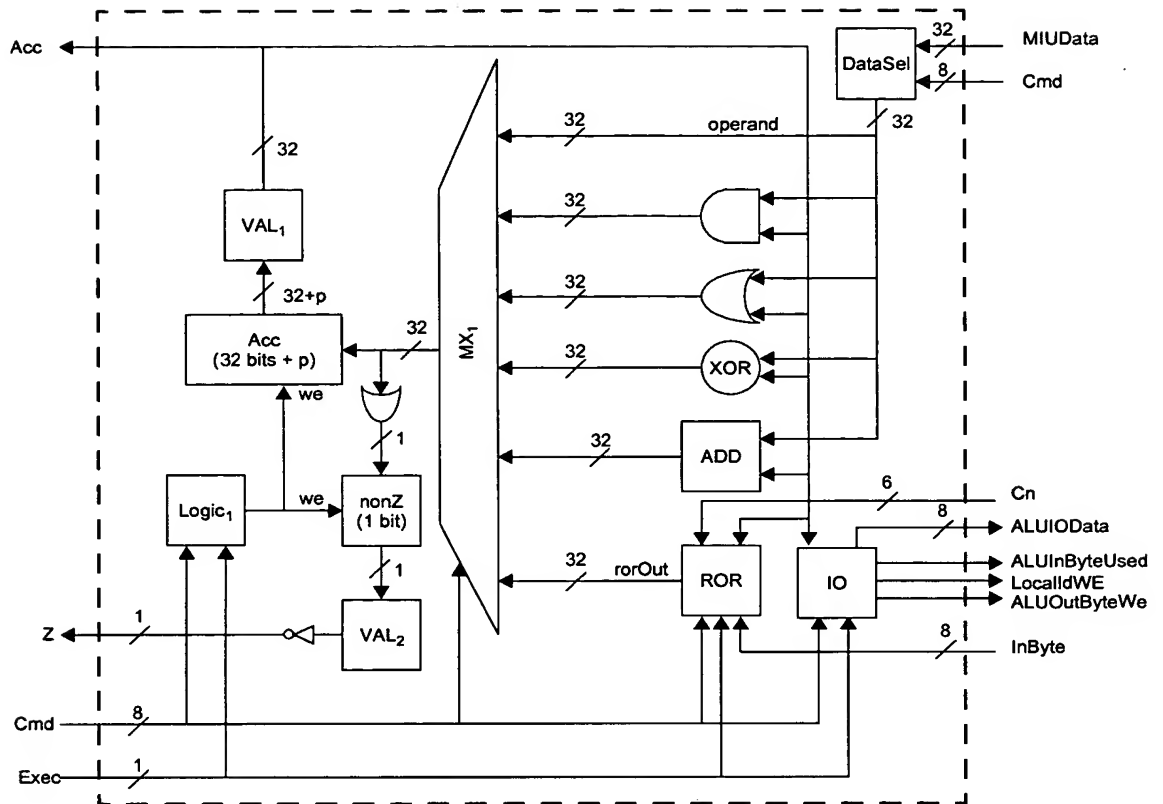 Acc
32
MIUData
DataSel
8
Cmd
32
operand
32
32
VAL1
32
32
32+p
Acc
(32 bits + p)
32
MX1
32
XOR
we
1
32
ADD
Logic1
we
nonZ
(1 bit)
6
Cn
8
ALUIOData
1
32
rorOut
ROR
IO
ALUInByteUsed
LocalIdWE
ALUOutByteWe
Z
1
VAL2
8
InByte
Cmd
8
Exec
1